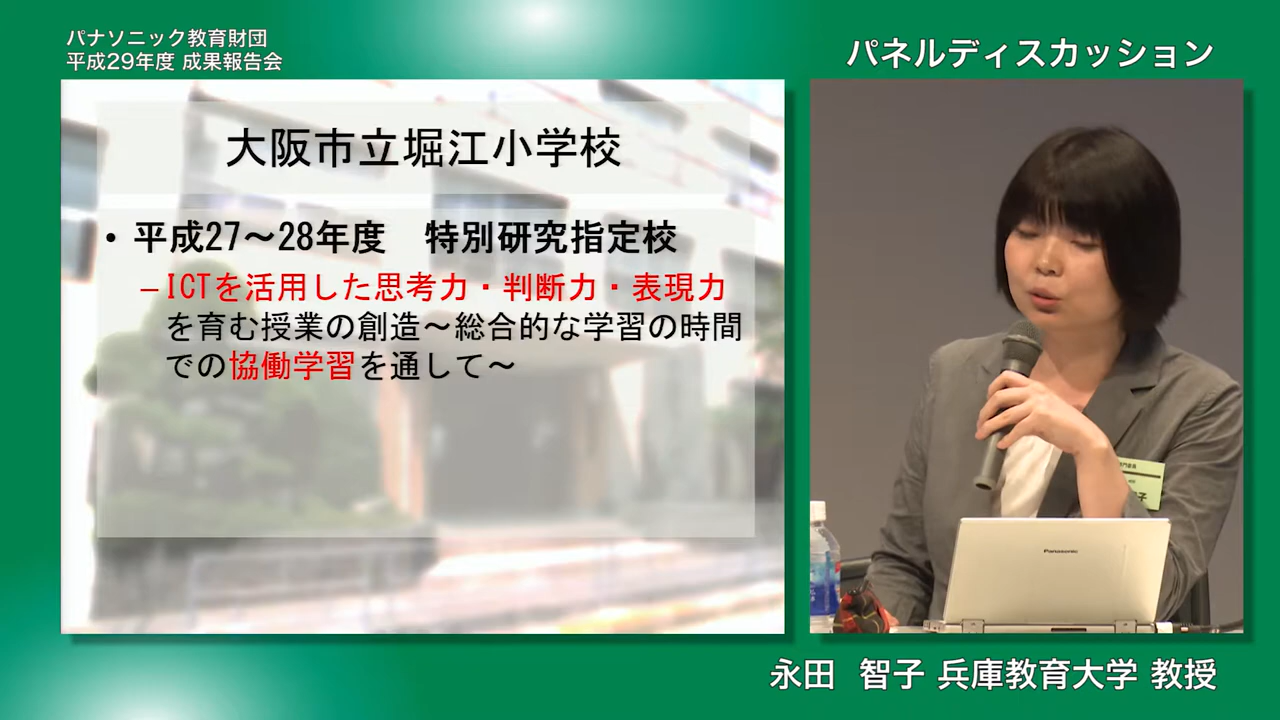 パナソニック教育財団
平成29年度 成果報告会
パネルディスカッション
大阪市立堀江小学校
• 平成27～28年度　特別研究指定校
–ICTを活用した思考力・判断力・表現力
を育む授業の創造～総合的な学習の時間
での協働学習を通して～
Panasonic
永田　智子 兵庫教育大学 教授